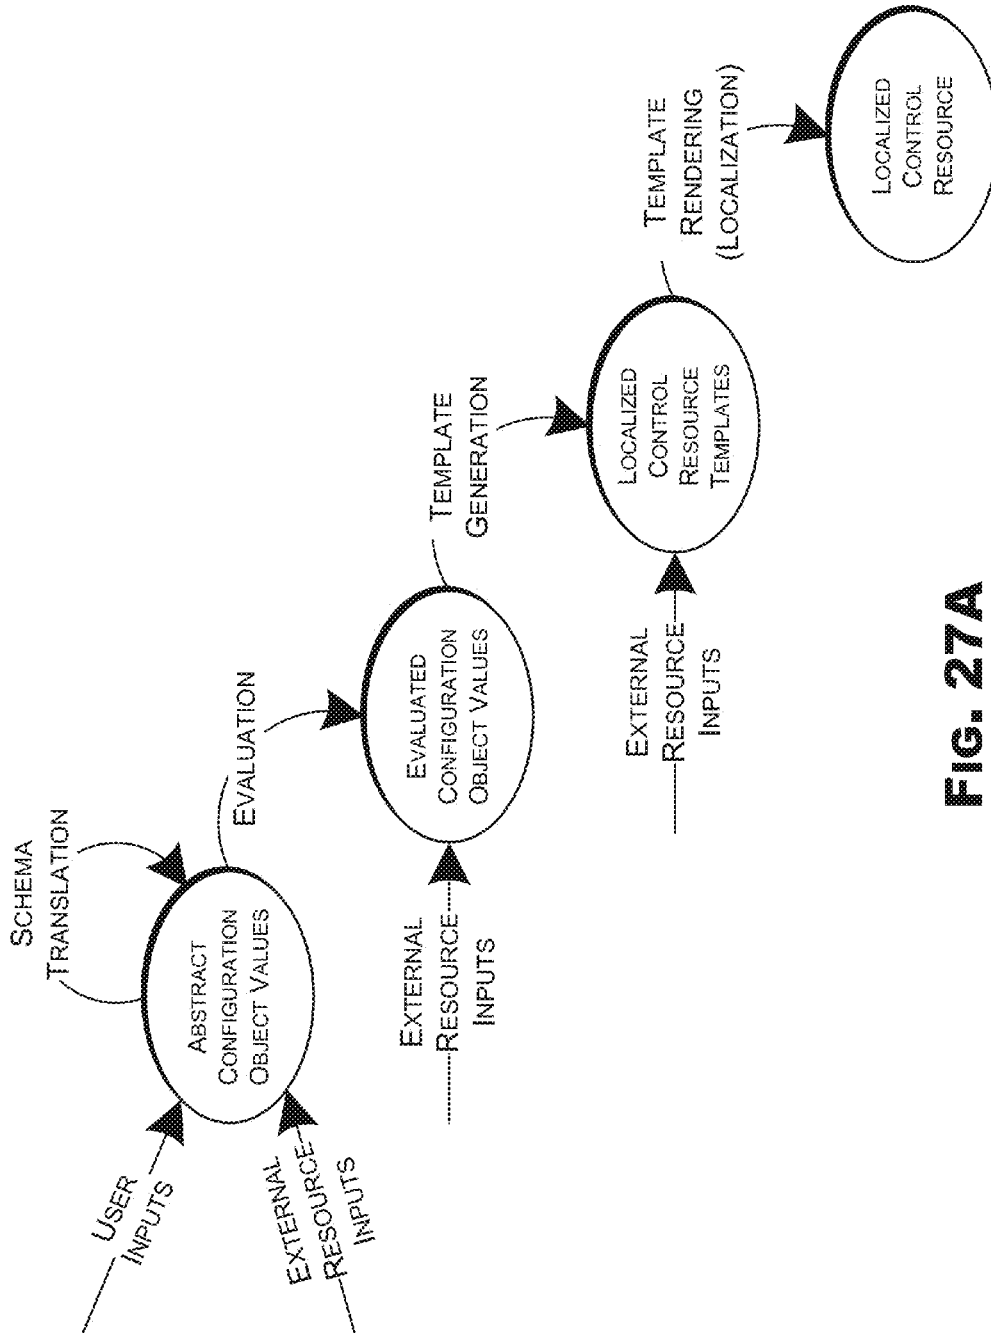 SCHEMA
TRANSLATION
USER
INPUTS
EXTERNAL
RESOURCE
INPUTS
ABSTRACT
CONFIGURATION
OBJECT VALUES
EVALUATION
EXTERNAL
RESOURCE
INPUTS
EVALUATED
CONFIGURATION
OBJECT VALUES
TEMPLATE
GENERATION
EXTERNAL
RESOURCE
INPUTS
LOCALIZED
CONTROL
RESOURCE
TEMPLATES
TEMPLATE
RENDERING
(LOCALIZATION)
LOCALIZED
CONTROL
RESOURCE
FIG. 27A